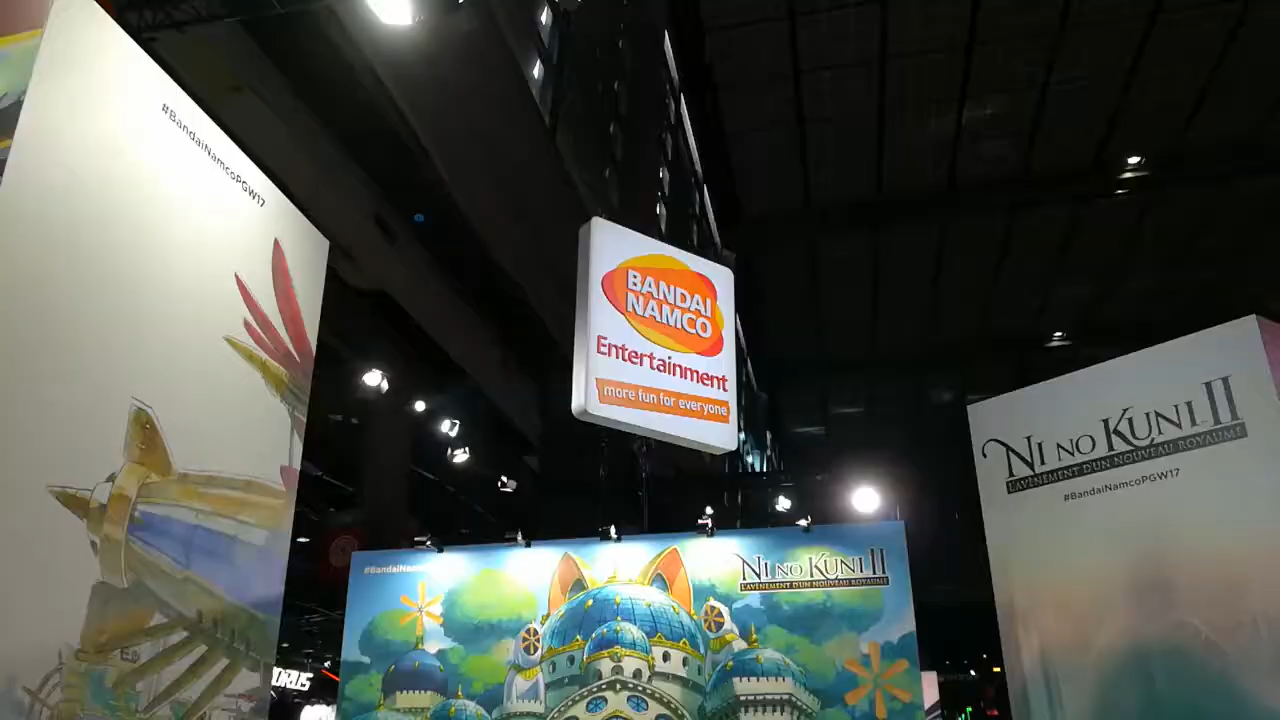 #BandaiNamcoPGW17
BANDAI
NAMCO
Entertainment
more fun for everyone
NI NO KUNI II
L'AVÈNEMENT D'UN NOUVEAU ROYAUME
#BandaiNamcoPGW17
NI NO KUNI II
L'AVÈNEMENT D'UN NOUVEAU ROYAUME